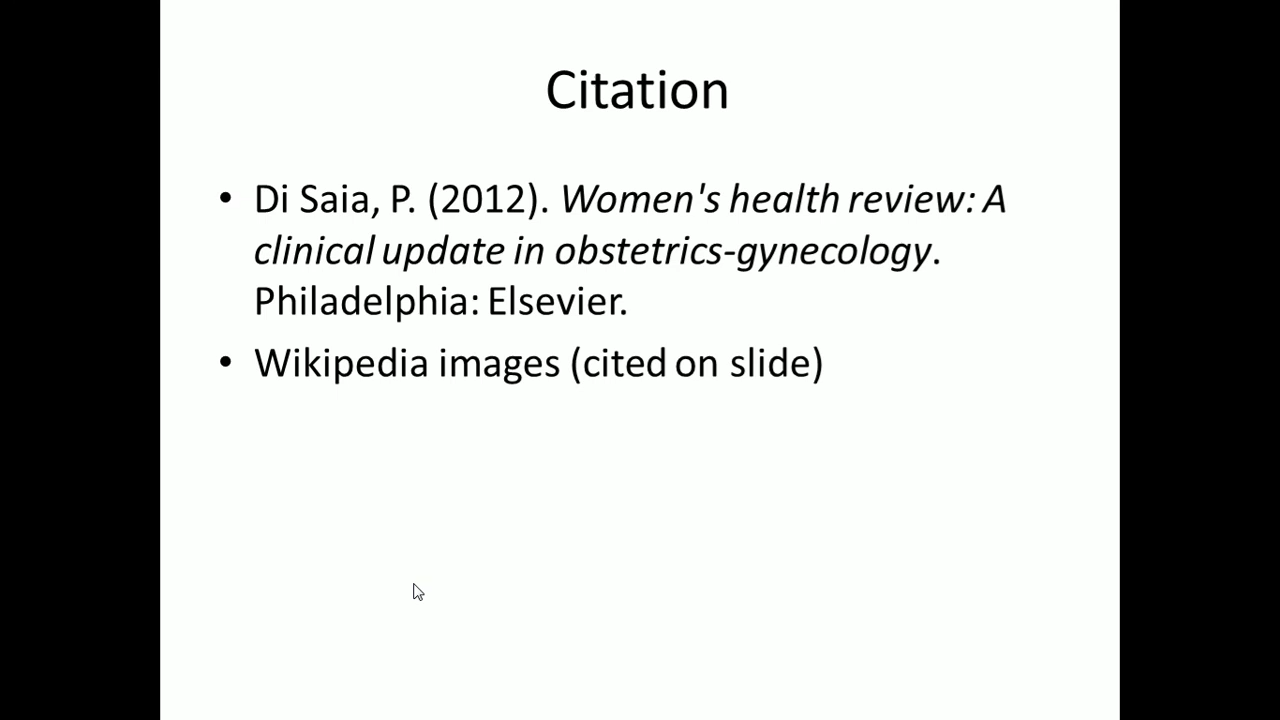 Citation
• Di Saia, P. (2012). Women's health review: A
clinical update in obstetrics-gynecology.
Philadelphia: Elsevier.
• Wikipedia images (cited on slide)